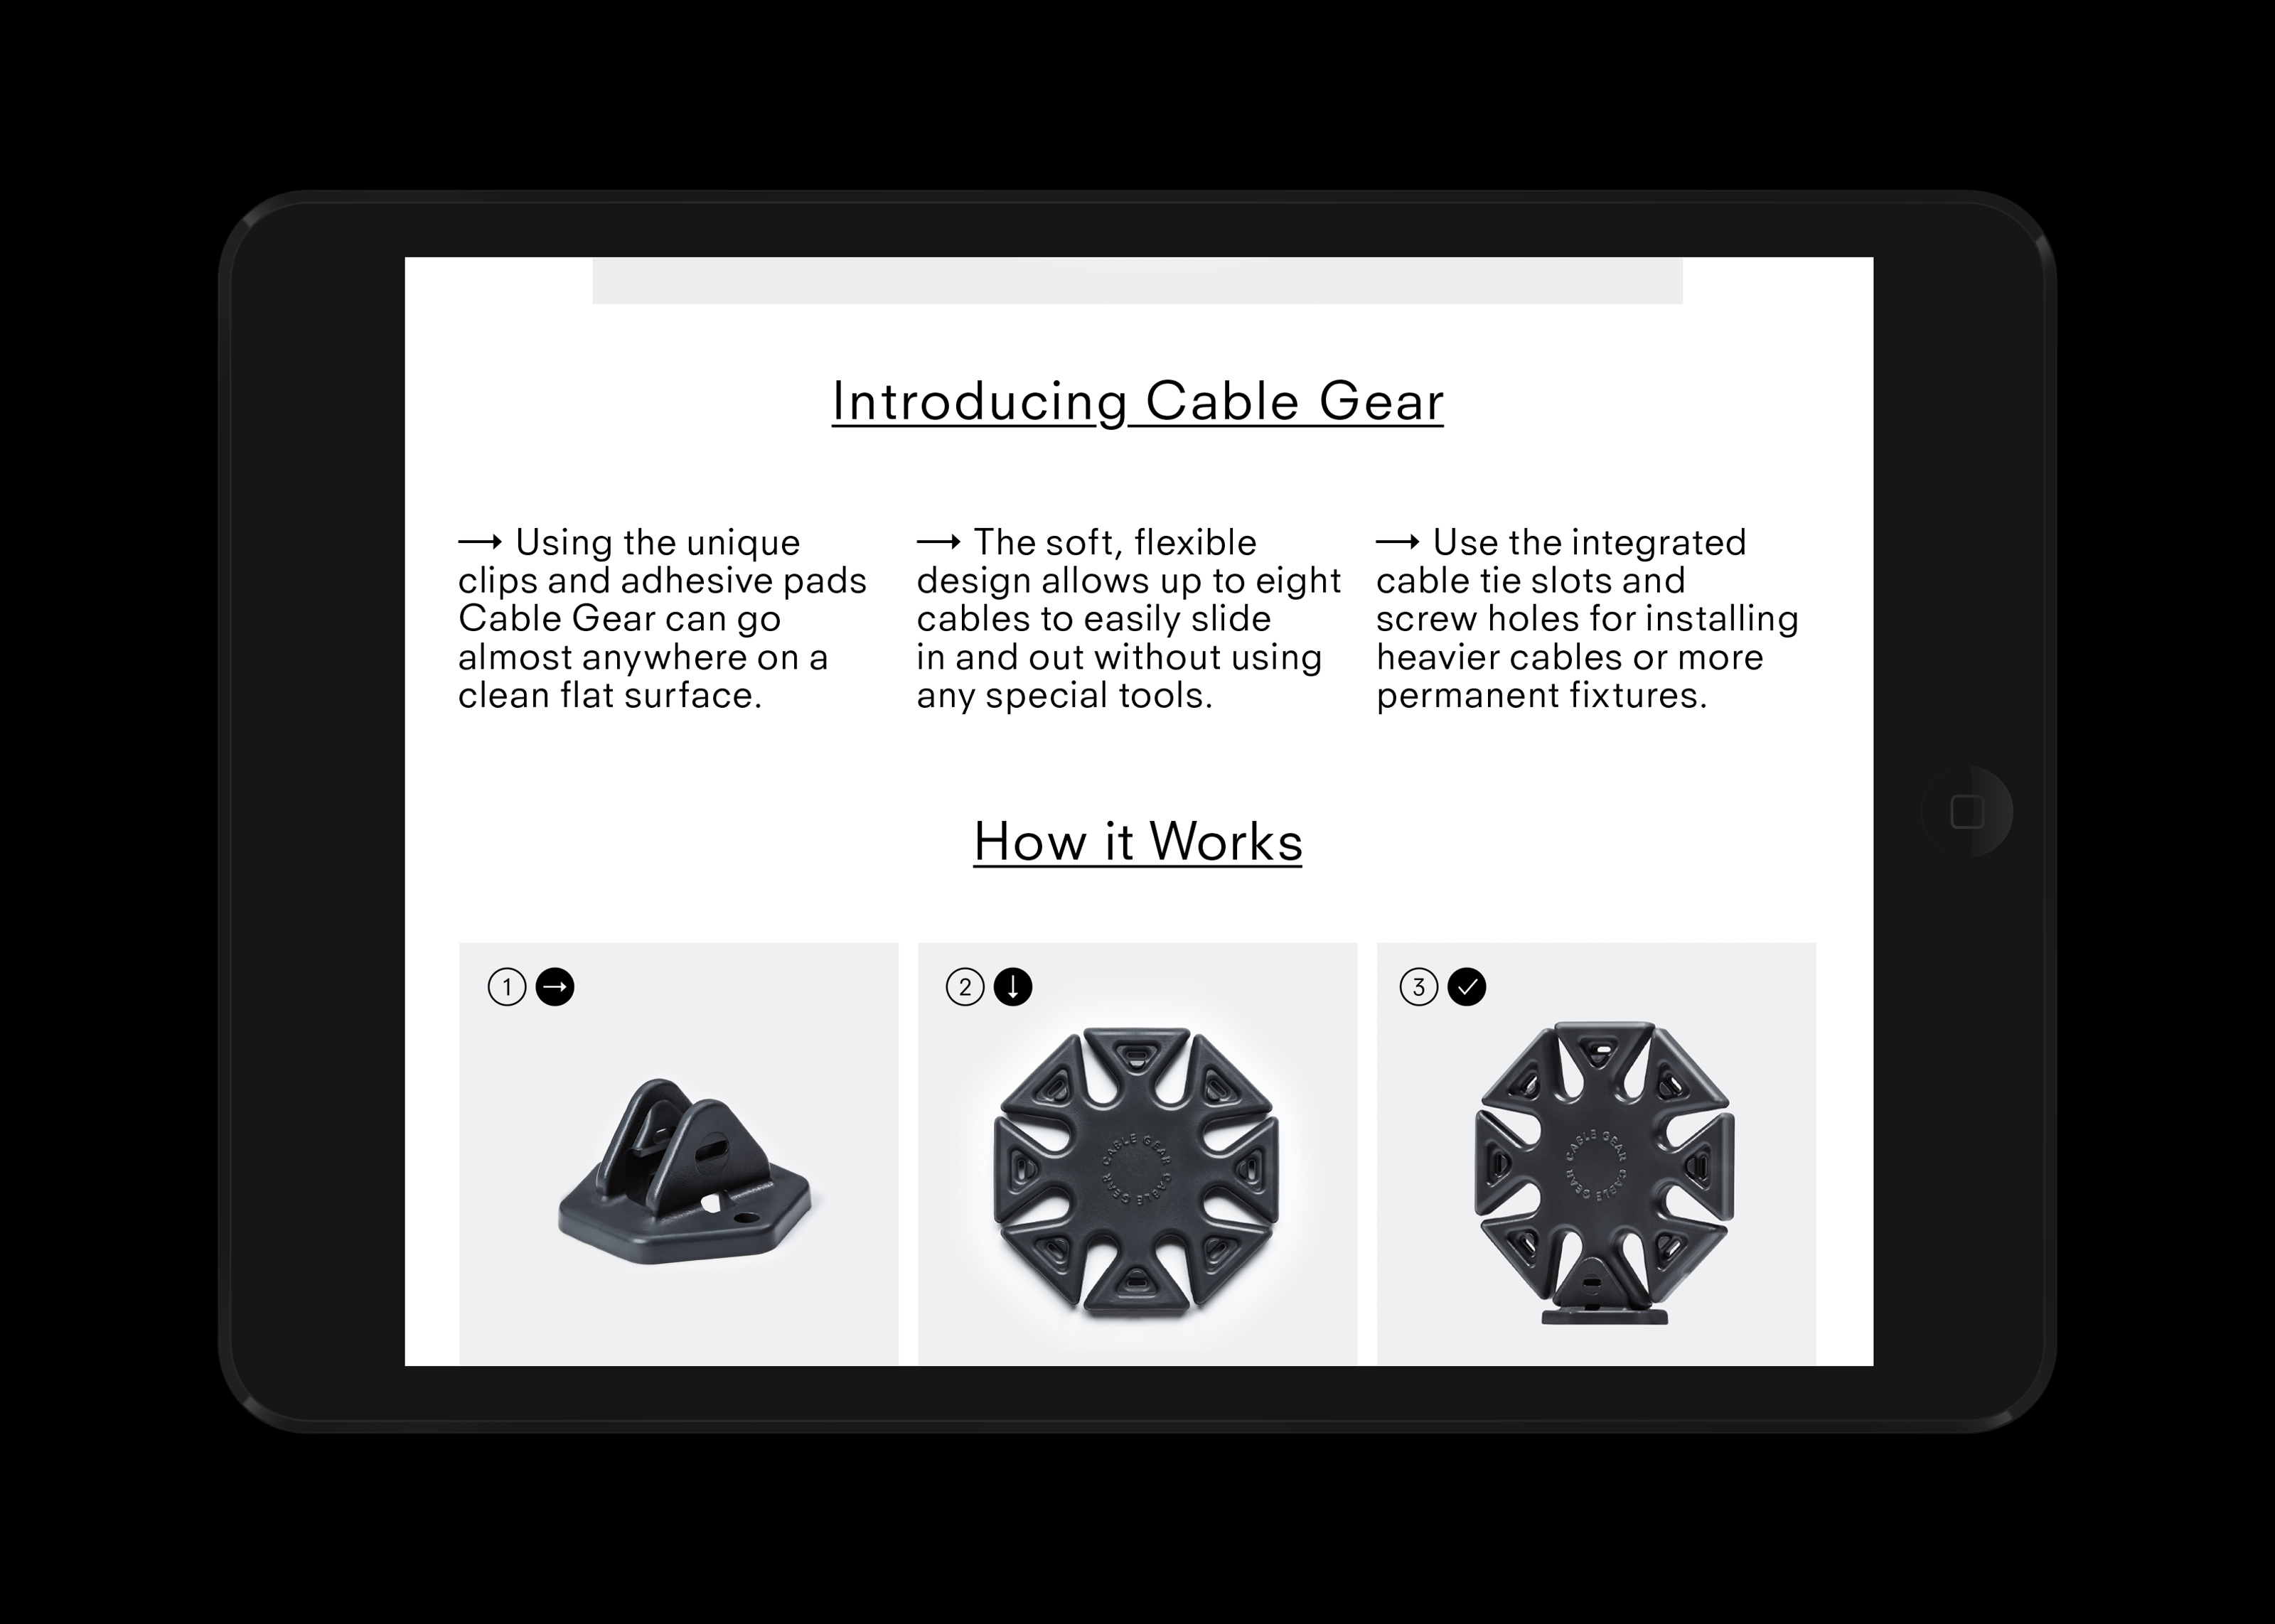 Introducing Cable Gear
→ Using the unique
clips and adhesive pads
Cable Gear can go
almost anywhere on a
clean flat surface.
→ The soft, flexible
design allows up to eight
cables to easily slide
in and out without using
any special tools.
→ Use the integrated
cable tie slots and
screw holes for installing
heavier cables or more
permanent fixtures.
How it Works
1 →
2 ↓
3 ✓
CABLE GEAR CABLE GEAR
CABLE GEAR CABLE GEAR